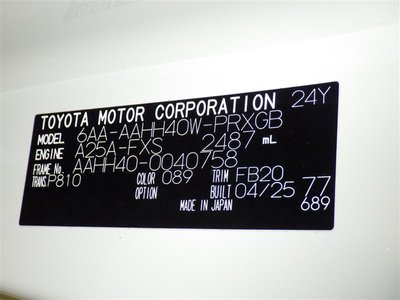 TOYOTA MOTOR CORPORATION 24Y
MODEL 6AA-AAHH40W-PRXGB
ENGINE A25A-FXS 2487 mL
FRAME No. AAHH40-0040758
TRANS P810 COLOR 089 TRIM FB20
OPTION BUILT 04/25 77
MADE IN JAPAN 689